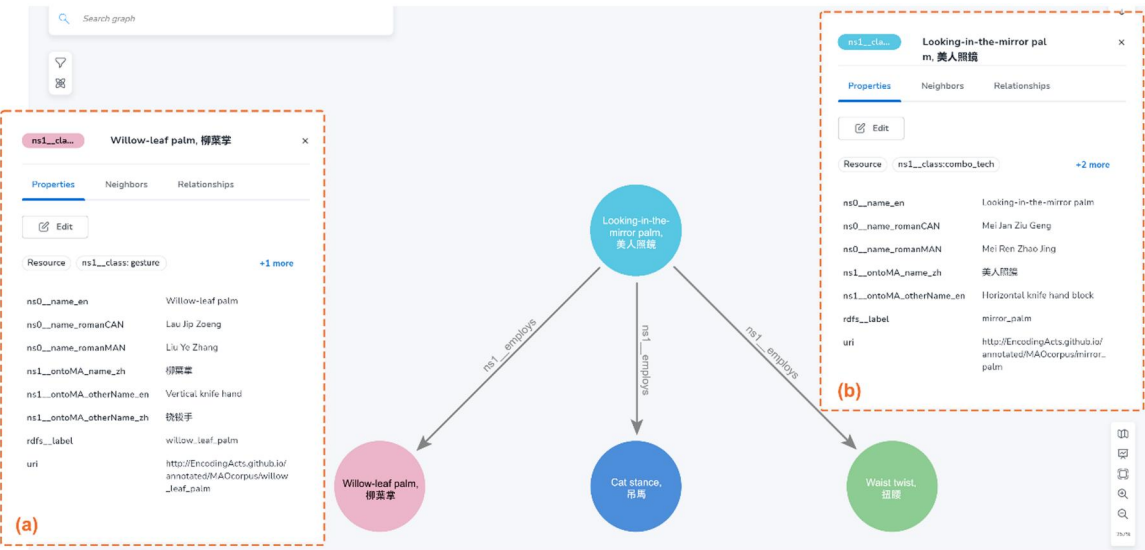 Search graph
ns1__cla...
Willow-leaf palm, 柳葉掌
Properties
Neighbors
Relationships
Edit
Resource
ns1__class: gesture
+1 more
ns0__name_en
Willow-leaf palm
ns0__name_romanCAN
Lau Jip Zoeng
ns0__name_romanMAN
Liu Ye Zhang
ns1__ontoMA_name_zh
柳葉掌
ns1__ontoMA_otherName_en
Vertical knife hand
ns1__ontoMA_otherName_zh
rdfs__label
willow_leaf_palm
uri
http://EncodingActs.github.io/
annotated/MAOcorpus/willow
_leaf_palm
(a)
Looking-in-the-
mirror palm,
美人照鏡
ns1__employs
ns1__employs
ns1__employs
Willow-leaf palm,
柳葉掌
Cat stance,
吊馬
Waist twist,
扭腰
ns1__cla...
Looking-in-the-mirror pal
m, 美人照鏡
Properties
Neighbors
Relationships
Edit
Resource
ns1__class:combo_tech
+2 more
ns0__name_en
Looking-in-the-mirror palm
ns0__name_romanCAN
Mei Jan Ziu Geng
ns0__name_romanMAN
Mei Ren Zhao Jing
ns1__ontoMA_name_zh
美人照鏡
ns1__ontoMA_otherName_en
Horizontal knife hand block
rdfs__label
mirror_palm
uri
http://EncodingActs.github.io/
annotated/MAOcorpus/mirror_
palm
(b)